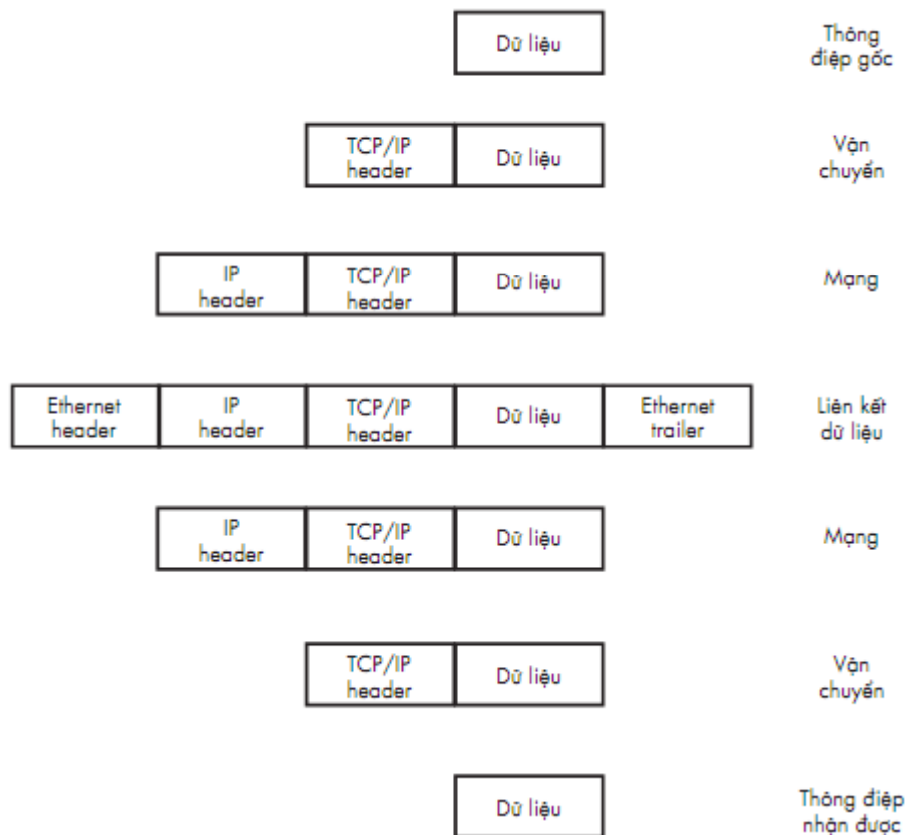 Dữ liệu
Thông
điệp gốc
TCP/IP
header
Dữ liệu
Vận
chuyển
IP
header
TCP/IP
header
Dữ liệu
Mạng
Ethernet
header
IP
header
TCP/IP
header
Dữ liệu
Ethernet
trailer
Liên kết
dữ liệu
IP
header
TCP/IP
header
Dữ liệu
Mạng
TCP/IP
header
Dữ liệu
Vận
chuyển
Dữ liệu
Thông điệp
nhận được